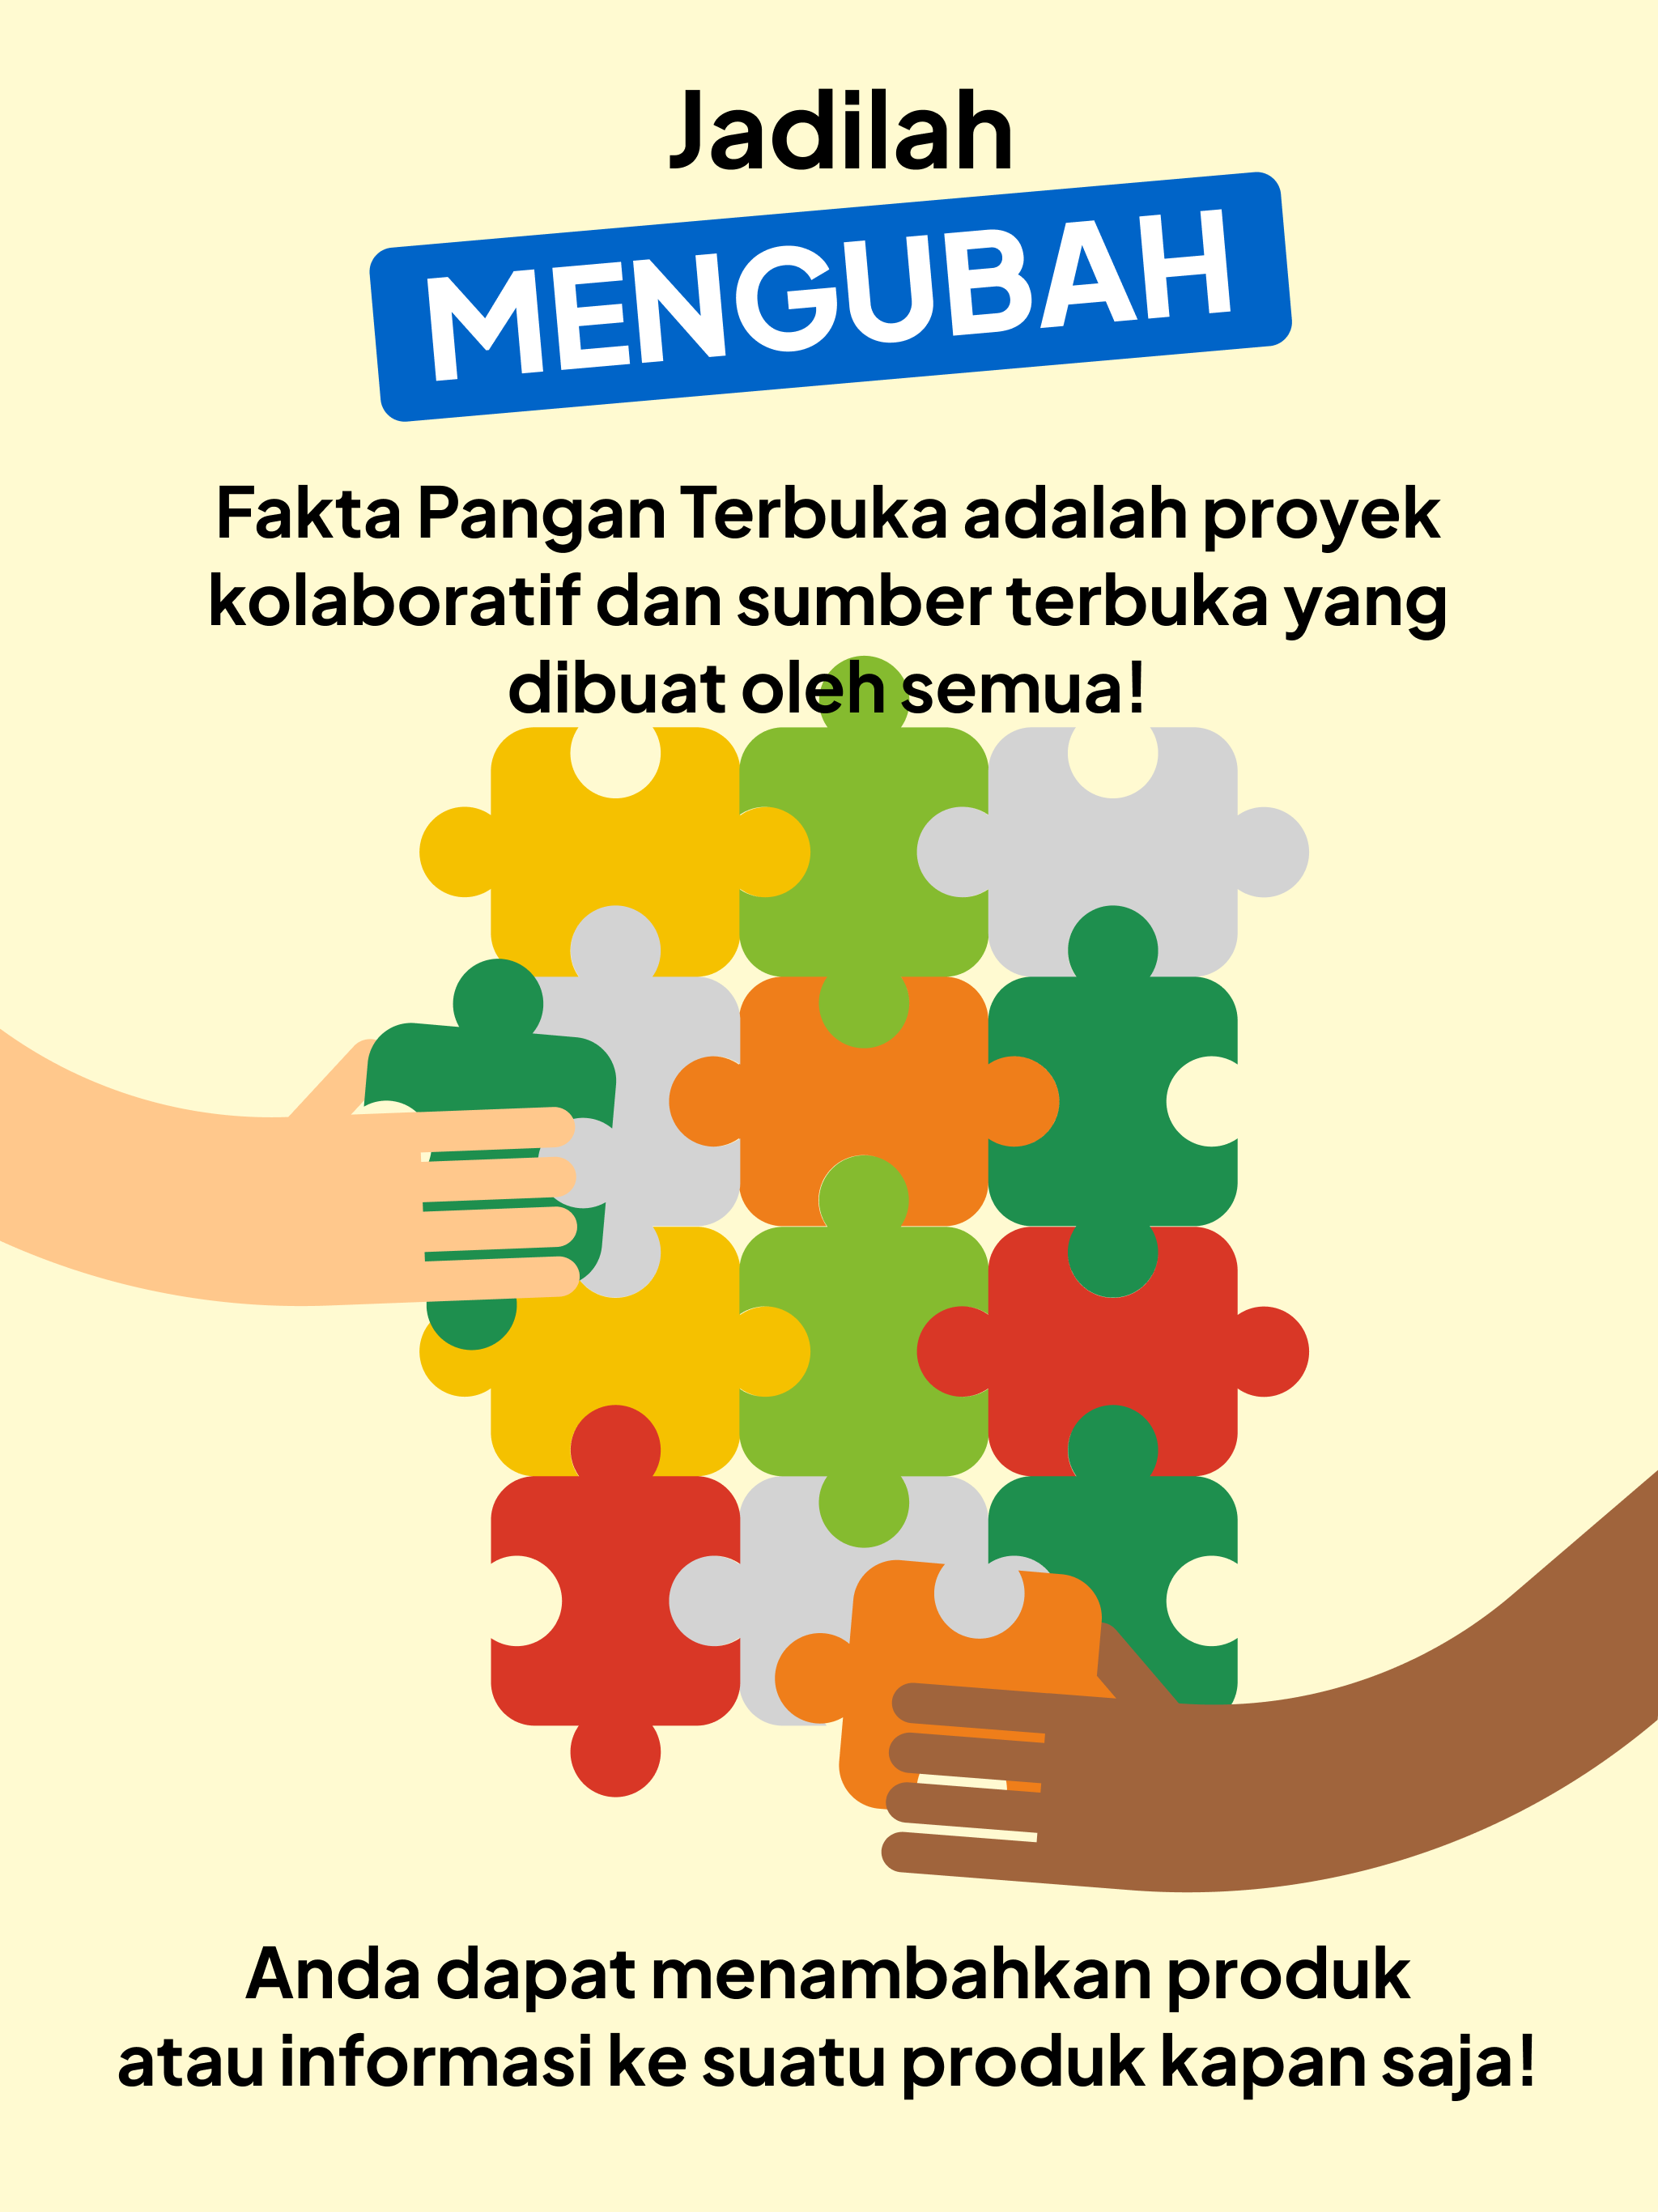 Jadilah
MENGUBAH
Fakta Pangan Terbuka adalah proyek
kolaboratif dan sumber terbuka yang
dibuat oleh semua!
Anda dapat menambahkan produk
atau informasi ke suatu produk kapan saja!